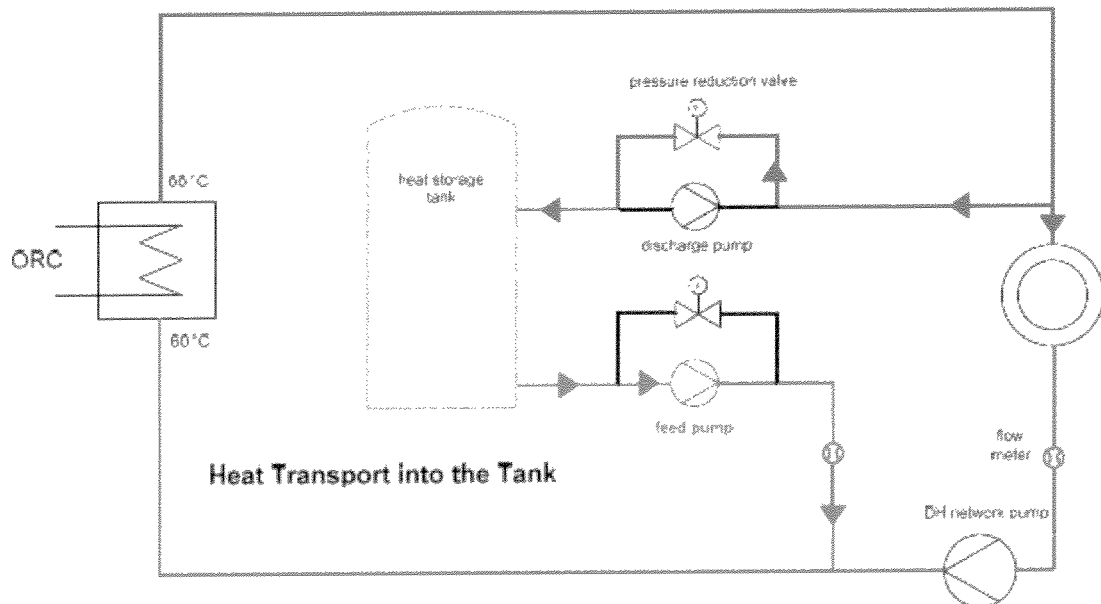 pressure reduction valve
heat storage
tank
ORC
discharge pump
60°C
feed pump
Heat Transport into the Tank
flow
meter
DH network pump